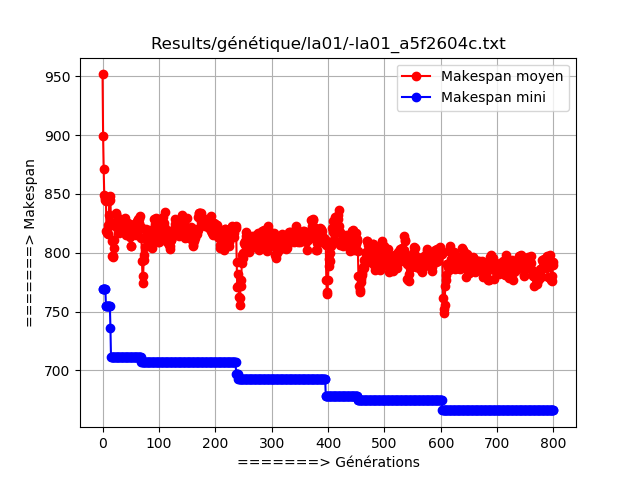 Results/génétique/la01/-la01_a5f2604c.txt
Makespan moyen
Makespan mini
950
900
850
800
750
700
=======> Makespan
0 100 200 300 400 500 600 700 800
=======> Générations